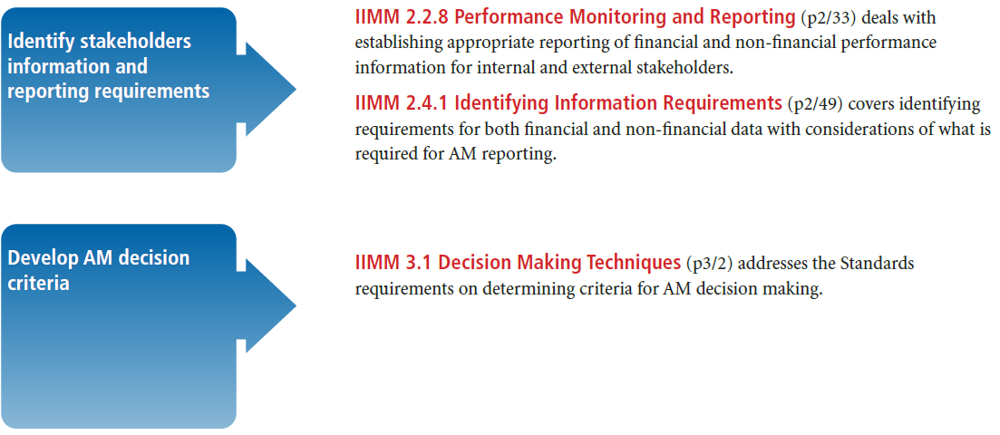 Identify stakeholders
information and
reporting requirements
IIMM 2.2.8 Performance Monitoring and Reporting (p2/33) deals with
establishing appropriate reporting of financial and non-financial performance
information for internal and external stakeholders.
IIMM 2.4.1 Identifying Information Requirements (p2/49) covers identifying
requirements for both financial and non-financial data with considerations of what is
required for AM reporting.
Develop AM decision
criteria
IIMM 3.1 Decision Making Techniques (p3/2) addresses the Standards
requirements on determining criteria for AM decision making.